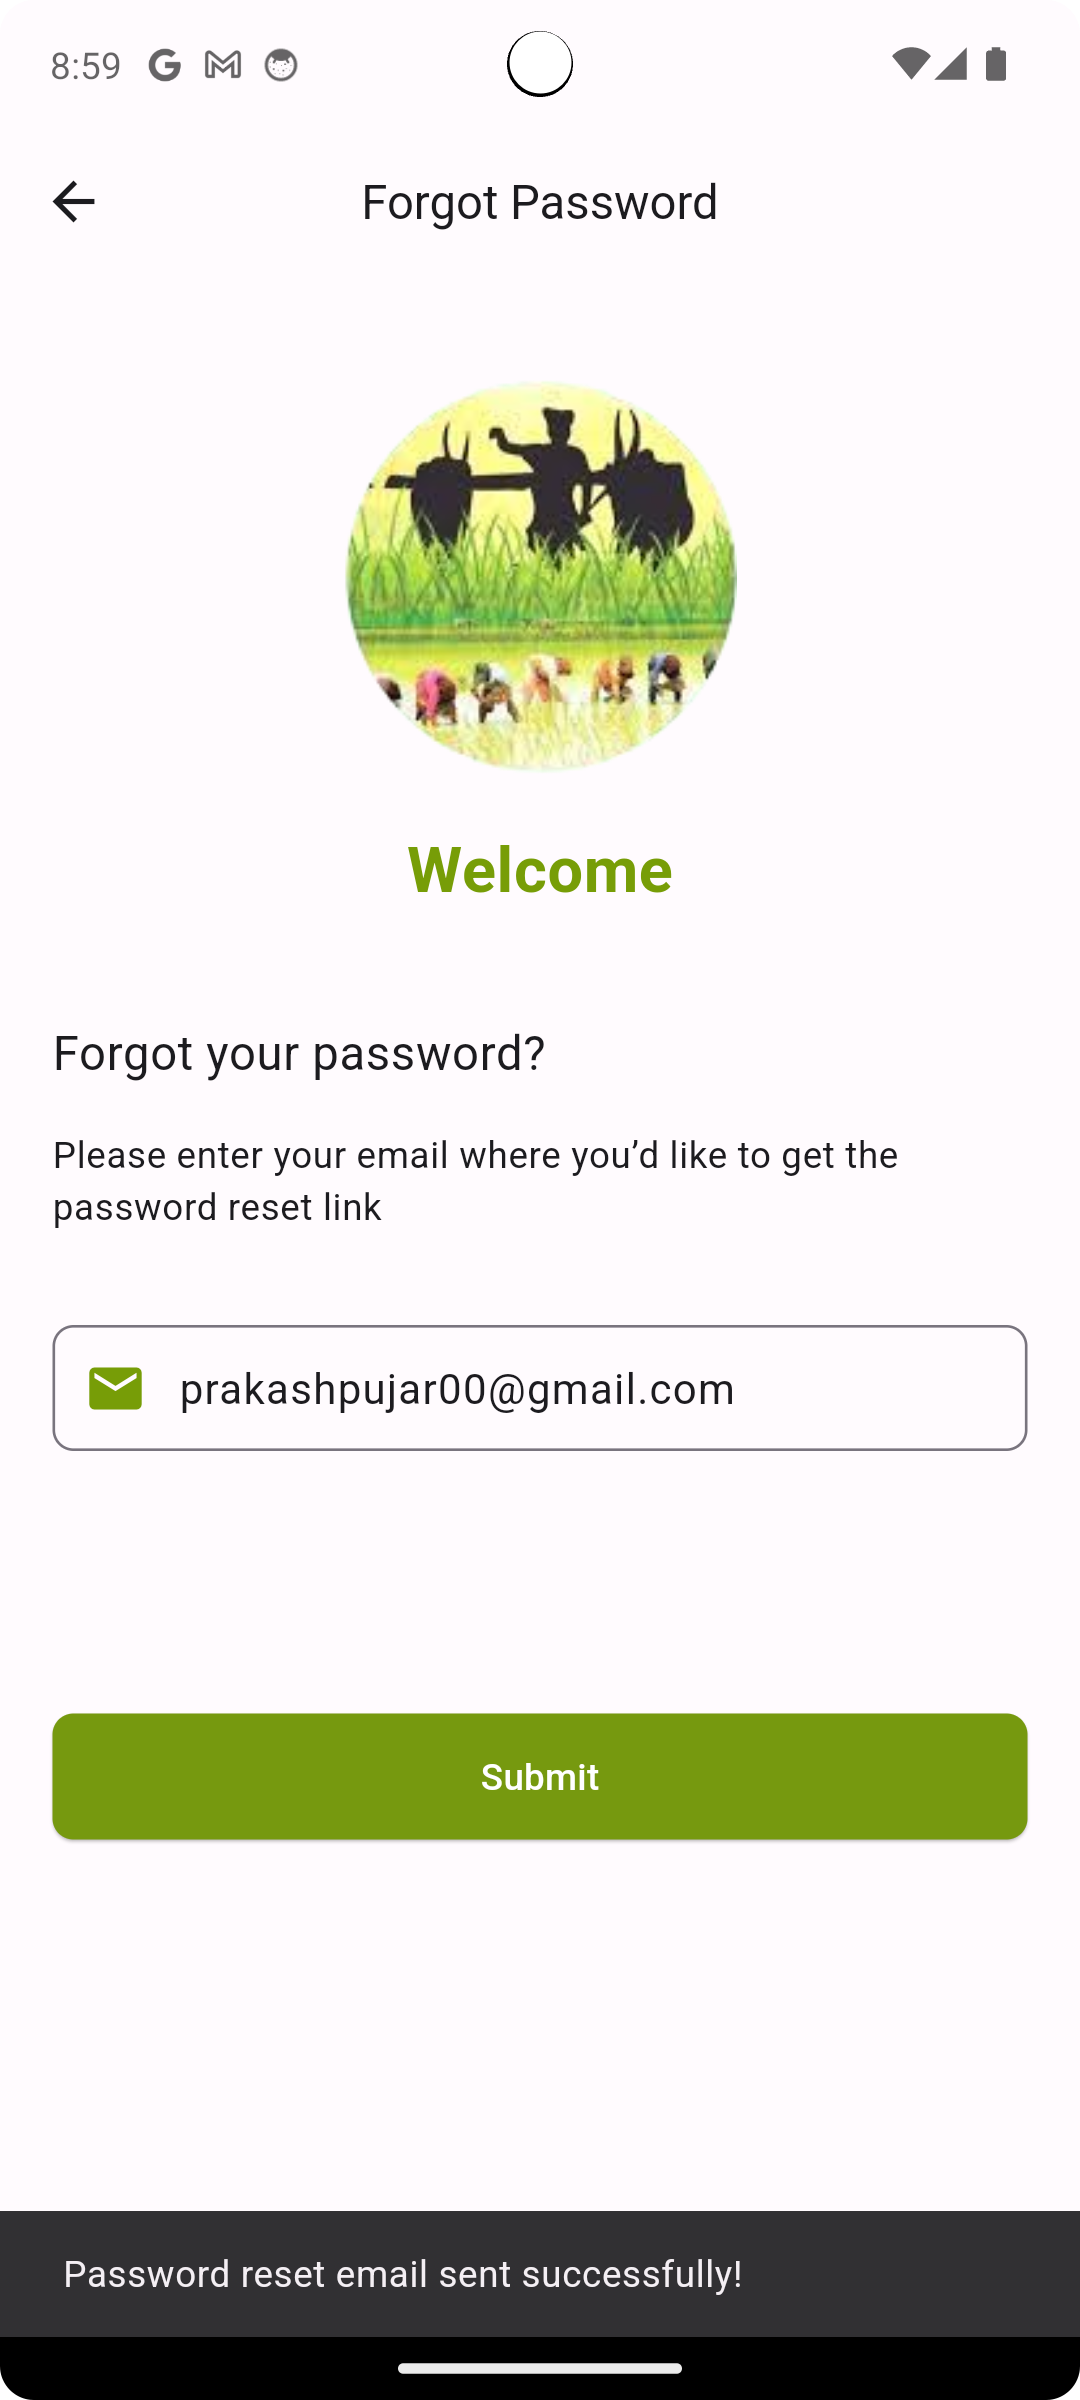 8:59
Forgot Password
Welcome
Forgot your password?
Please enter your email where you’d like to get the
password reset link
prakashpujar00@gmail.com
Submit
Password reset email sent successfully!